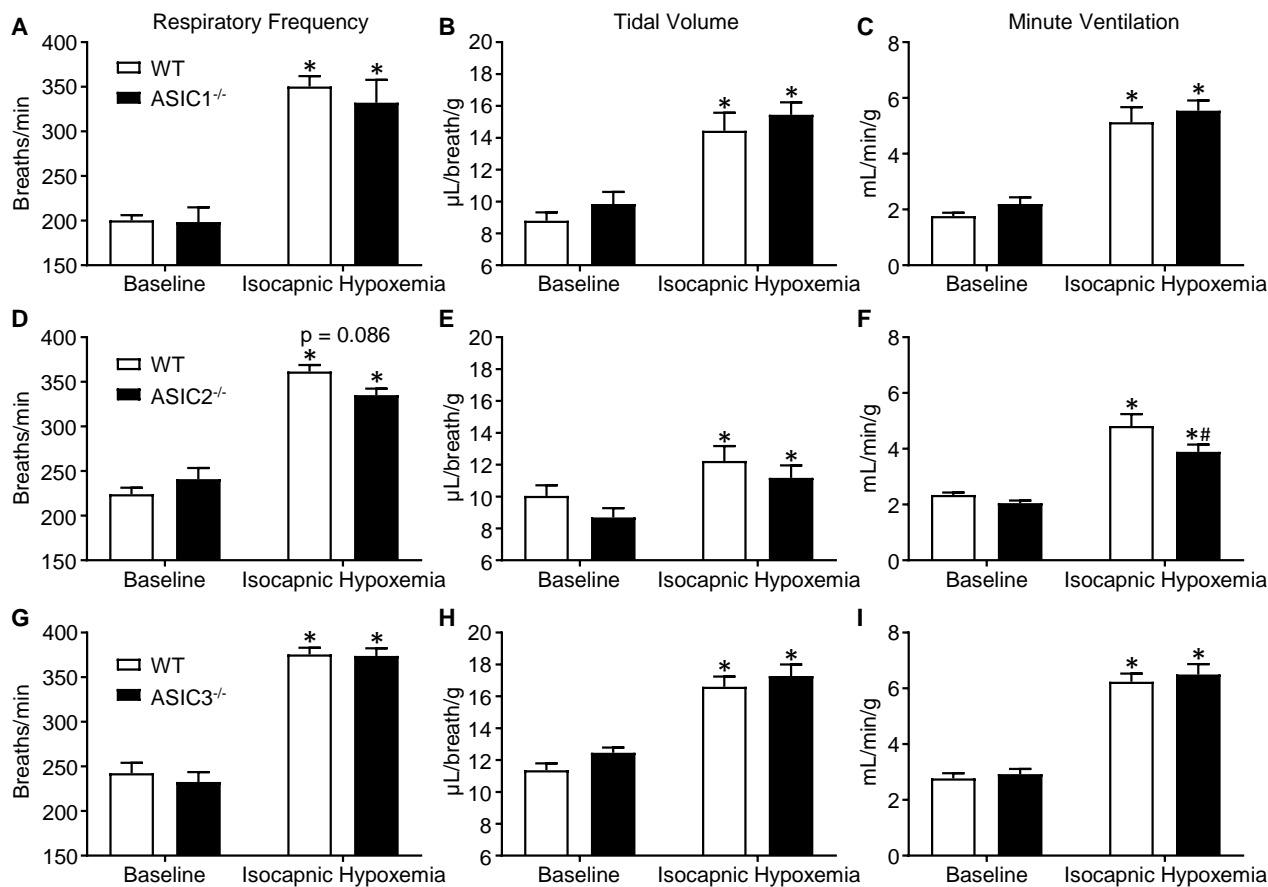 Respiratory Frequency
Tidal Volume
Minute Ventilation
A
Breaths/min
400
350
300
250
200
150
WT
ASIC1-/-
*
*
Baseline
Isocapnic Hypoxemia
B
µL/breath/g
20
18
16
14
12
10
8
6
*
*
Baseline
Isocapnic Hypoxemia
C
mL/min/g
8
6
4
2
0
*
*
Baseline
Isocapnic Hypoxemia
D
Breaths/min
400
350
300
250
200
150
WT
ASIC2-/-
p = 0.086
*
*
Baseline
Isocapnic Hypoxemia
E
µL/breath/g
20
18
16
14
12
10
8
6
*
*
Baseline
Isocapnic Hypoxemia
F
mL/min/g
8
6
4
2
0
*
*#
Baseline
Isocapnic Hypoxemia
G
Breaths/min
400
350
300
250
200
150
WT
ASIC3-/-
*
*
Baseline
Isocapnic Hypoxemia
H
µL/breath/g
20
18
16
14
12
10
8
6
*
*
Baseline
Isocapnic Hypoxemia
I
mL/min/g
8
6
4
2
0
*
*
Baseline
Isocapnic Hypoxemia